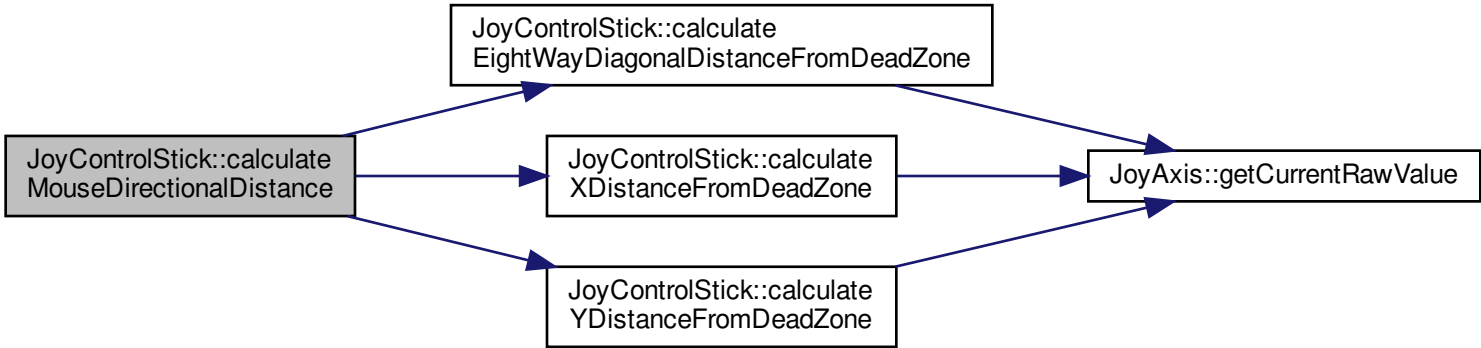 JoyControlStick::calculate
EightWayDiagonalDistanceFromDeadZone
JoyControlStick::calculate
MouseDirectionalDistance
JoyControlStick::calculate
XDistanceFromDeadZone
JoyAxis::getCurrentRawValue
JoyControlStick::calculate
YDistanceFromDeadZone